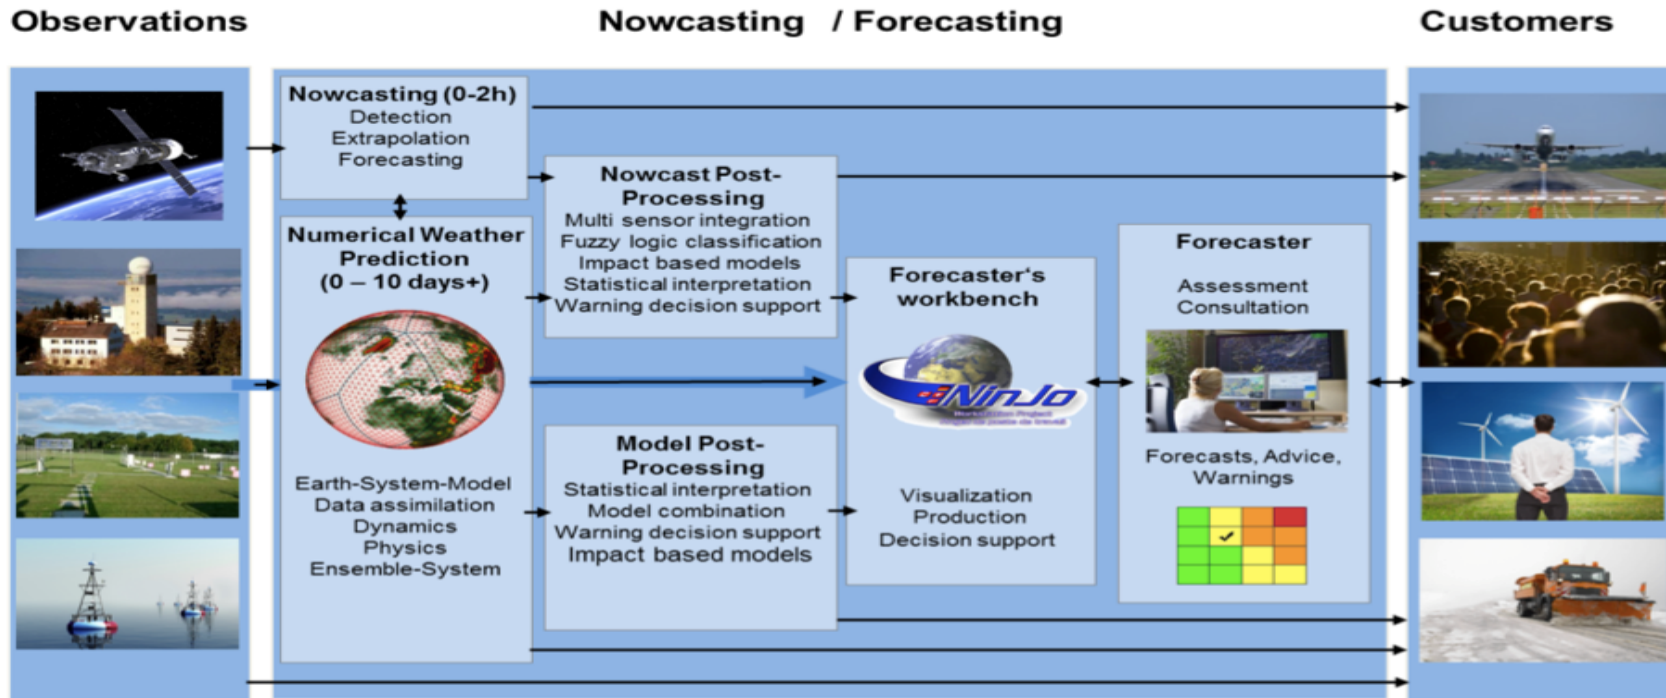 Observations
Nowcasting / Forecasting
Customers
Nowcasting (0-2h)
Detection
Extrapolation
Forecasting
Numerical Weather
Prediction
(0 – 10 days+)
Earth-System-Model
Data assimilation
Dynamics
Physics
Ensemble-System
Nowcast Post-
Processing
Multi sensor integration
Fuzzy logic classification
Impact based models
Statistical interpretation
Warning decision support
Model Post-
Processing
Statistical interpretation
Model combination
Warning decision support
Impact based models
Forecaster‘s
workbench
NinJo
Workstation Project
Visualization
Production
Decision support
Forecaster
Assessment
Consultation
Forecasts, Advice,
Warnings